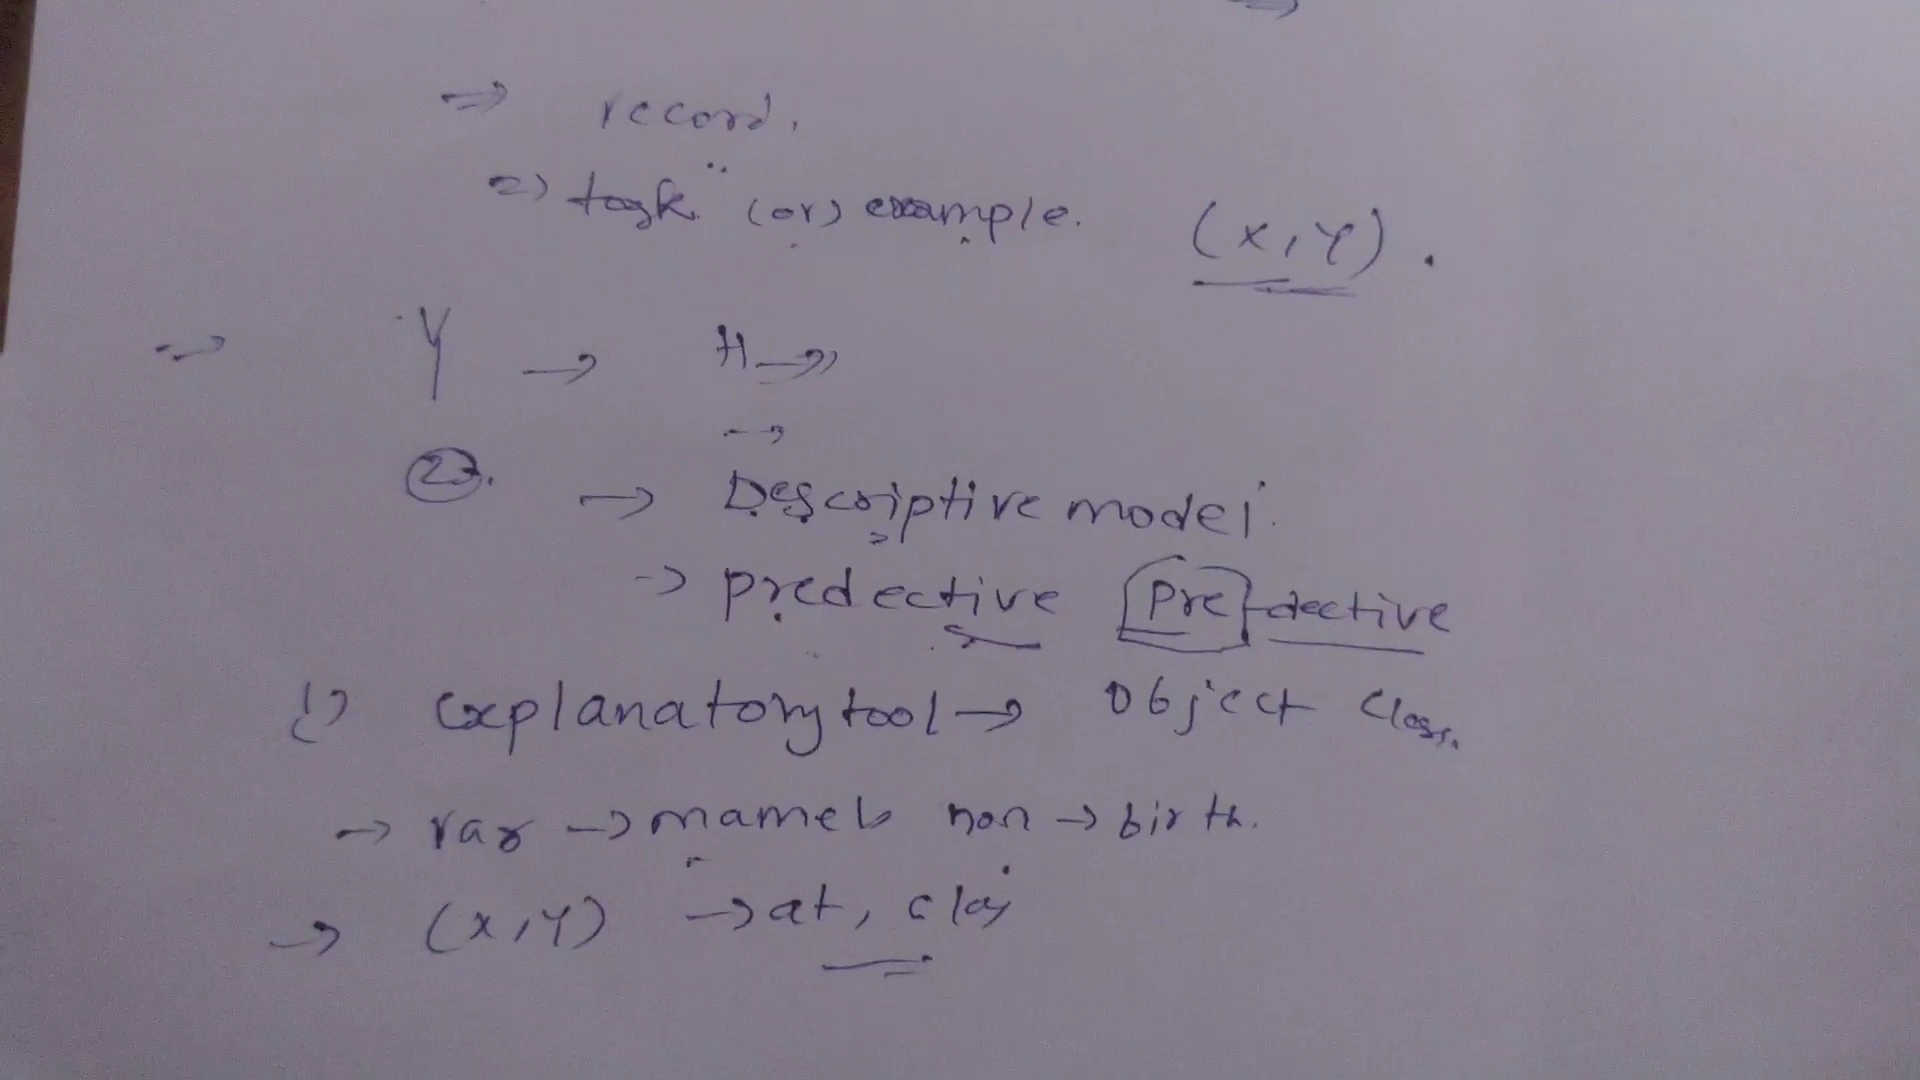 ⇒ record.
⇒ task (or) example. (x,y).
→ Y → H →
→
②. → Descriptive model.
→ predective [pre]dective
1) explanatory tool → object class.
→ var → mamel non → birth.
→ (x,y) → at, clas